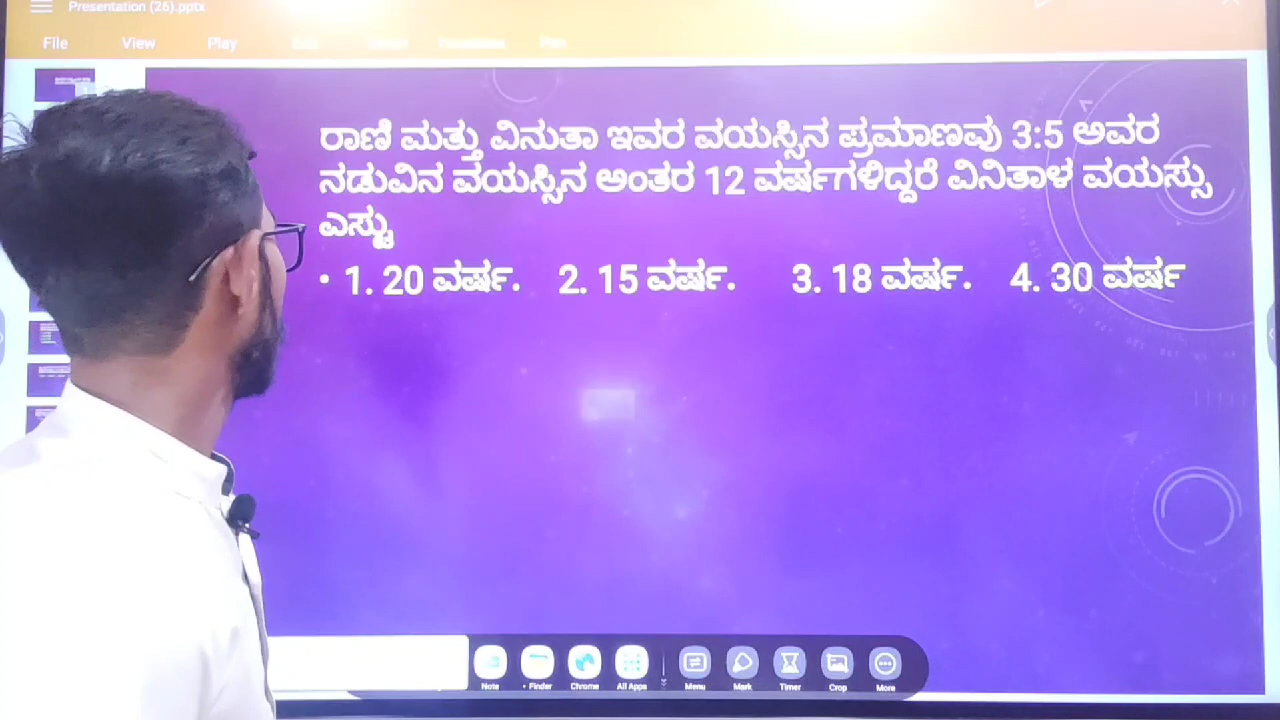 Presentation (26).pptx
File View Play
ರಾಣಿ ಮತ್ತು ವಿನುತಾ ಇವರ ವಯಸ್ಸಿನ ಪ್ರಮಾಣವು 3:5 ಅವರ
ನಡುವಿನ ವಯಸ್ಸಿನ ಅಂತರ 12 ವರ್ಷಗಳಿದ್ದರೆ ವಿನಿತಾಳ ವಯಸ್ಸು
ಎಸ್ಟು
• 1. 20 ವರ್ಷ. 2. 15 ವರ್ಷ. 3. 18 ವರ್ಷ. 4. 30 ವರ್ಷ
Note Finder Chrome All Apps Menu Mark Timer Crop More